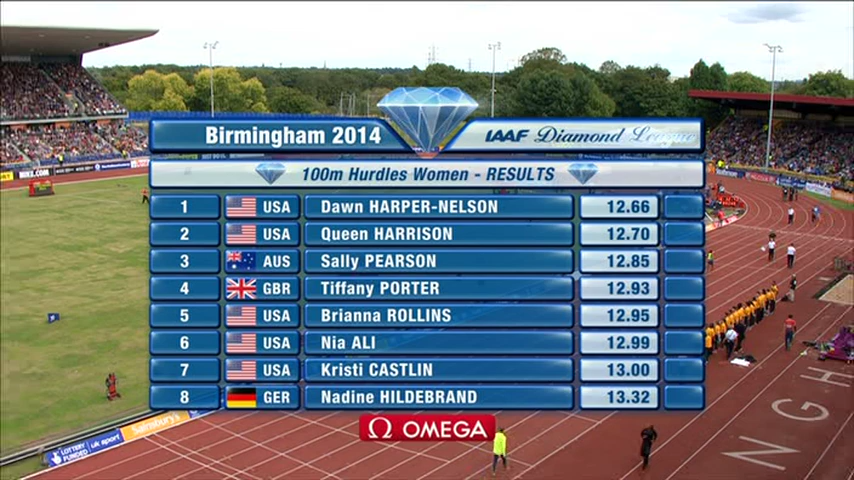 Birmingham 2014
IAAF Diamond League
100m Hurdles Women - RESULTS
1 USA Dawn HARPER-NELSON 12.66
2 USA Queen HARRISON 12.70
3 AUS Sally PEARSON 12.85
4 GBR Tiffany PORTER 12.93
5 USA Brianna ROLLINS 12.95
6 USA Nia ALI 12.99
7 USA Kristi CASTLIN 13.00
8 GER Nadine HILDEBRAND 13.32
Ω OMEGA
LOTTERY FUNDED uk sport Sainsbury's
N G H